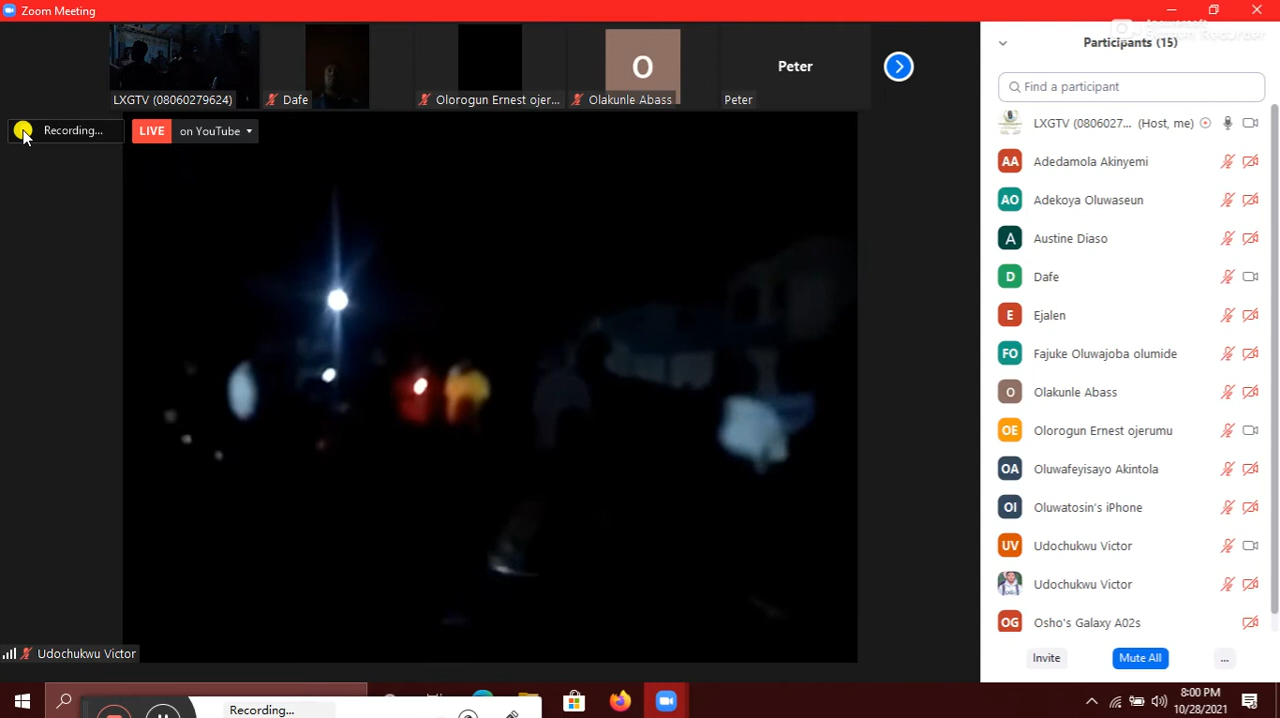 Zoom Meeting
LXGTV (08060279624)
Dafe
Olorogun Ernest ojer...
O
Olakunle Abass
Peter
Peter
Recording...
LIVE on YouTube
Udochukwu Victor
Participants (15)
Find a participant
LXGTV (0806027... (Host, me)
AA Adedamola Akinyemi
AO Adekoya Oluwaseun
A Austine Diaso
D Dafe
E Ejalen
FO Fajuke Oluwajoba olumide
O Olakunle Abass
OE Olorogun Ernest ojerumu
OA Oluwafeyisayo Akintola
OI Oluwatosin's iPhone
UV Udochukwu Victor
Udochukwu Victor
OG Osho's Galaxy A02s
Invite
Mute All
...
Recording...
8:00 PM
10/28/2021